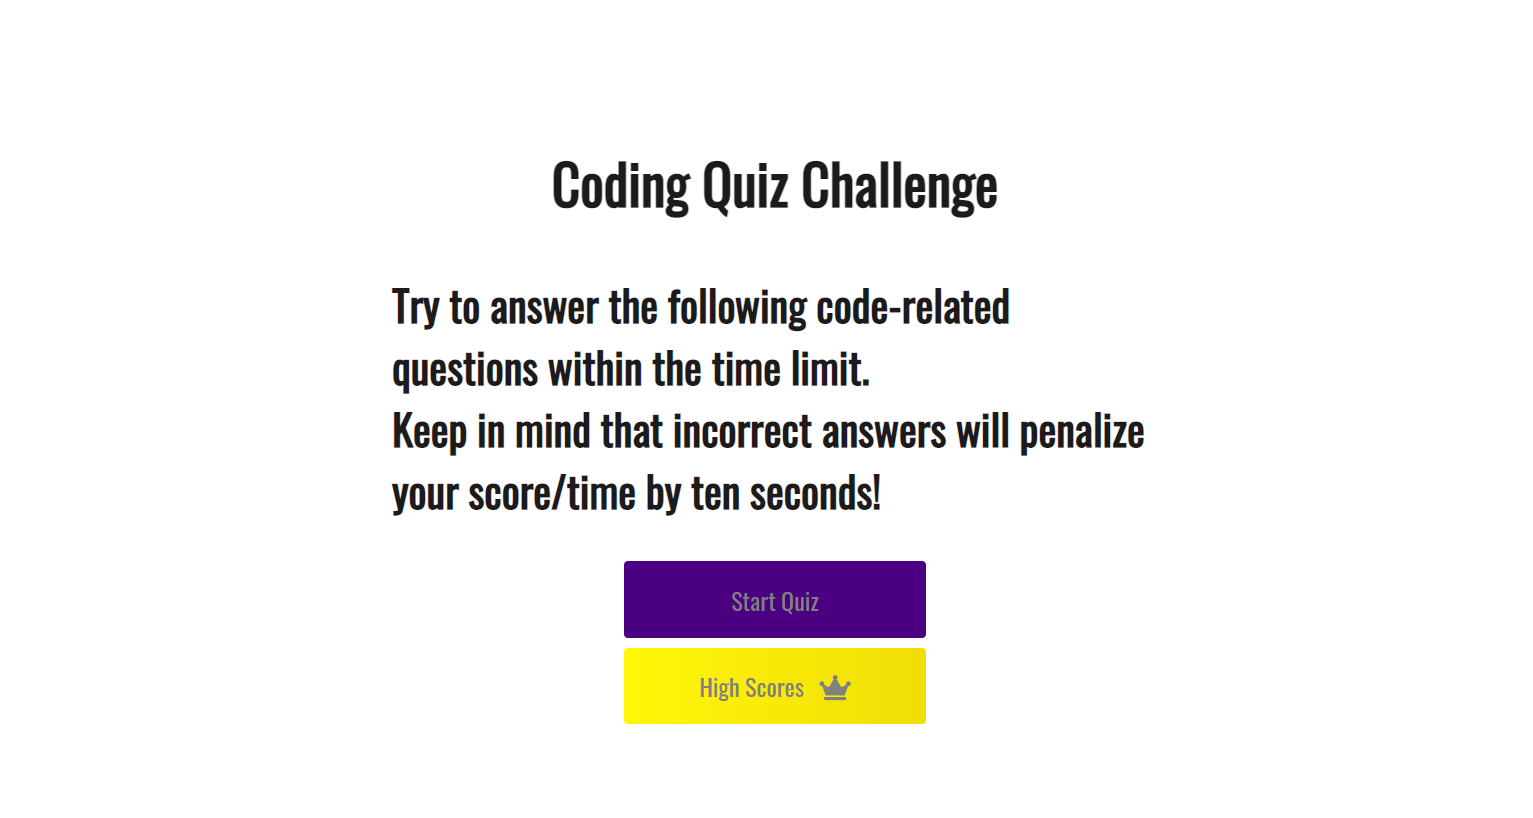 Coding Quiz Challenge
Try to answer the following code-related
questions within the time limit.
Keep in mind that incorrect answers will penalize
your score/time by ten seconds!
Start Quiz
High Scores